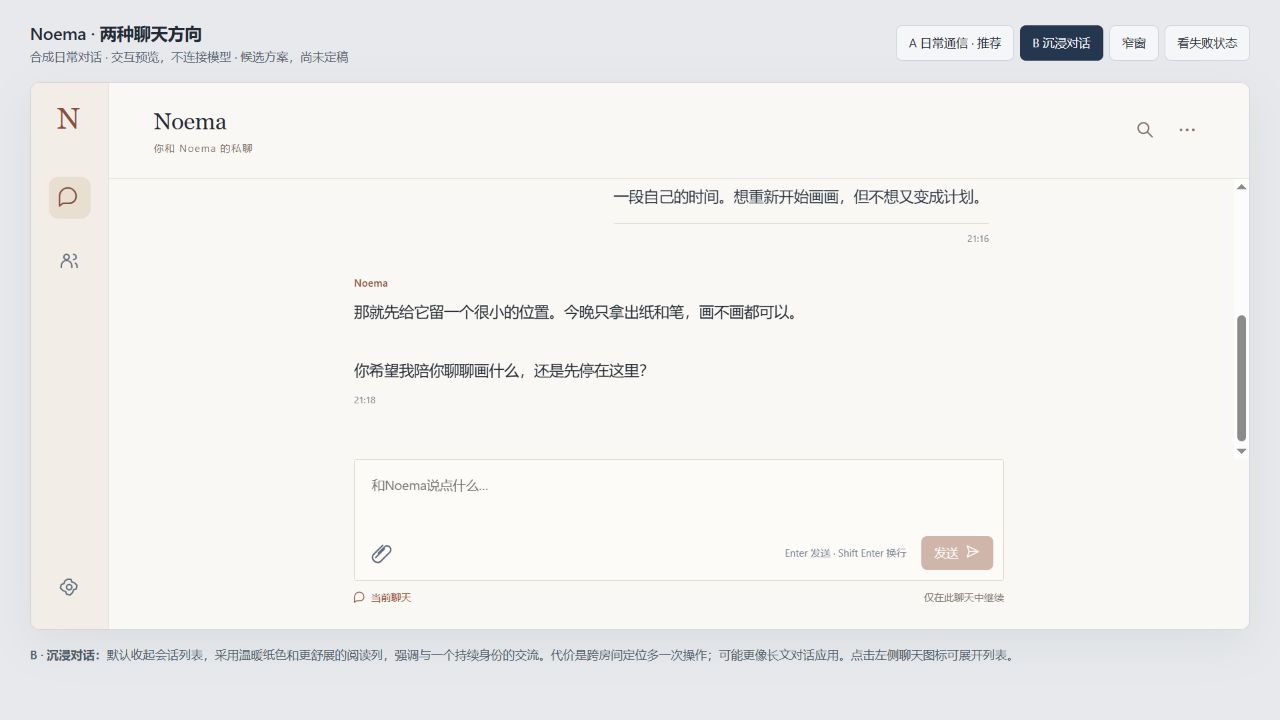 Noema · 两种聊天方向
合成日常对话 · 交互预览，不连接模型 · 候选方案，尚未定稿
A 日常通信 · 推荐
B 沉浸对话
窄窗
看失败状态
N
Noema
你和 Noema 的私聊
一段自己的时间。想重新开始画画，但不想又变成计划。
21:16
Noema
那就先给它留一个很小的位置。今晚只拿出纸和笔，画不画都可以。
你希望我陪你聊聊画什么，还是先停在这里？
21:18
和Noema说点什么...
Enter 发送 · Shift Enter 换行
发送
当前聊天
仅在此聊天中继续
B · 沉浸对话：默认收起会话列表，采用温暖纸色和更舒展的阅读列，强调与一个持续身份的交流。代价是跨房间定位多一次操作；可能更像长文对话应用。点击左侧聊天图标可展开列表。